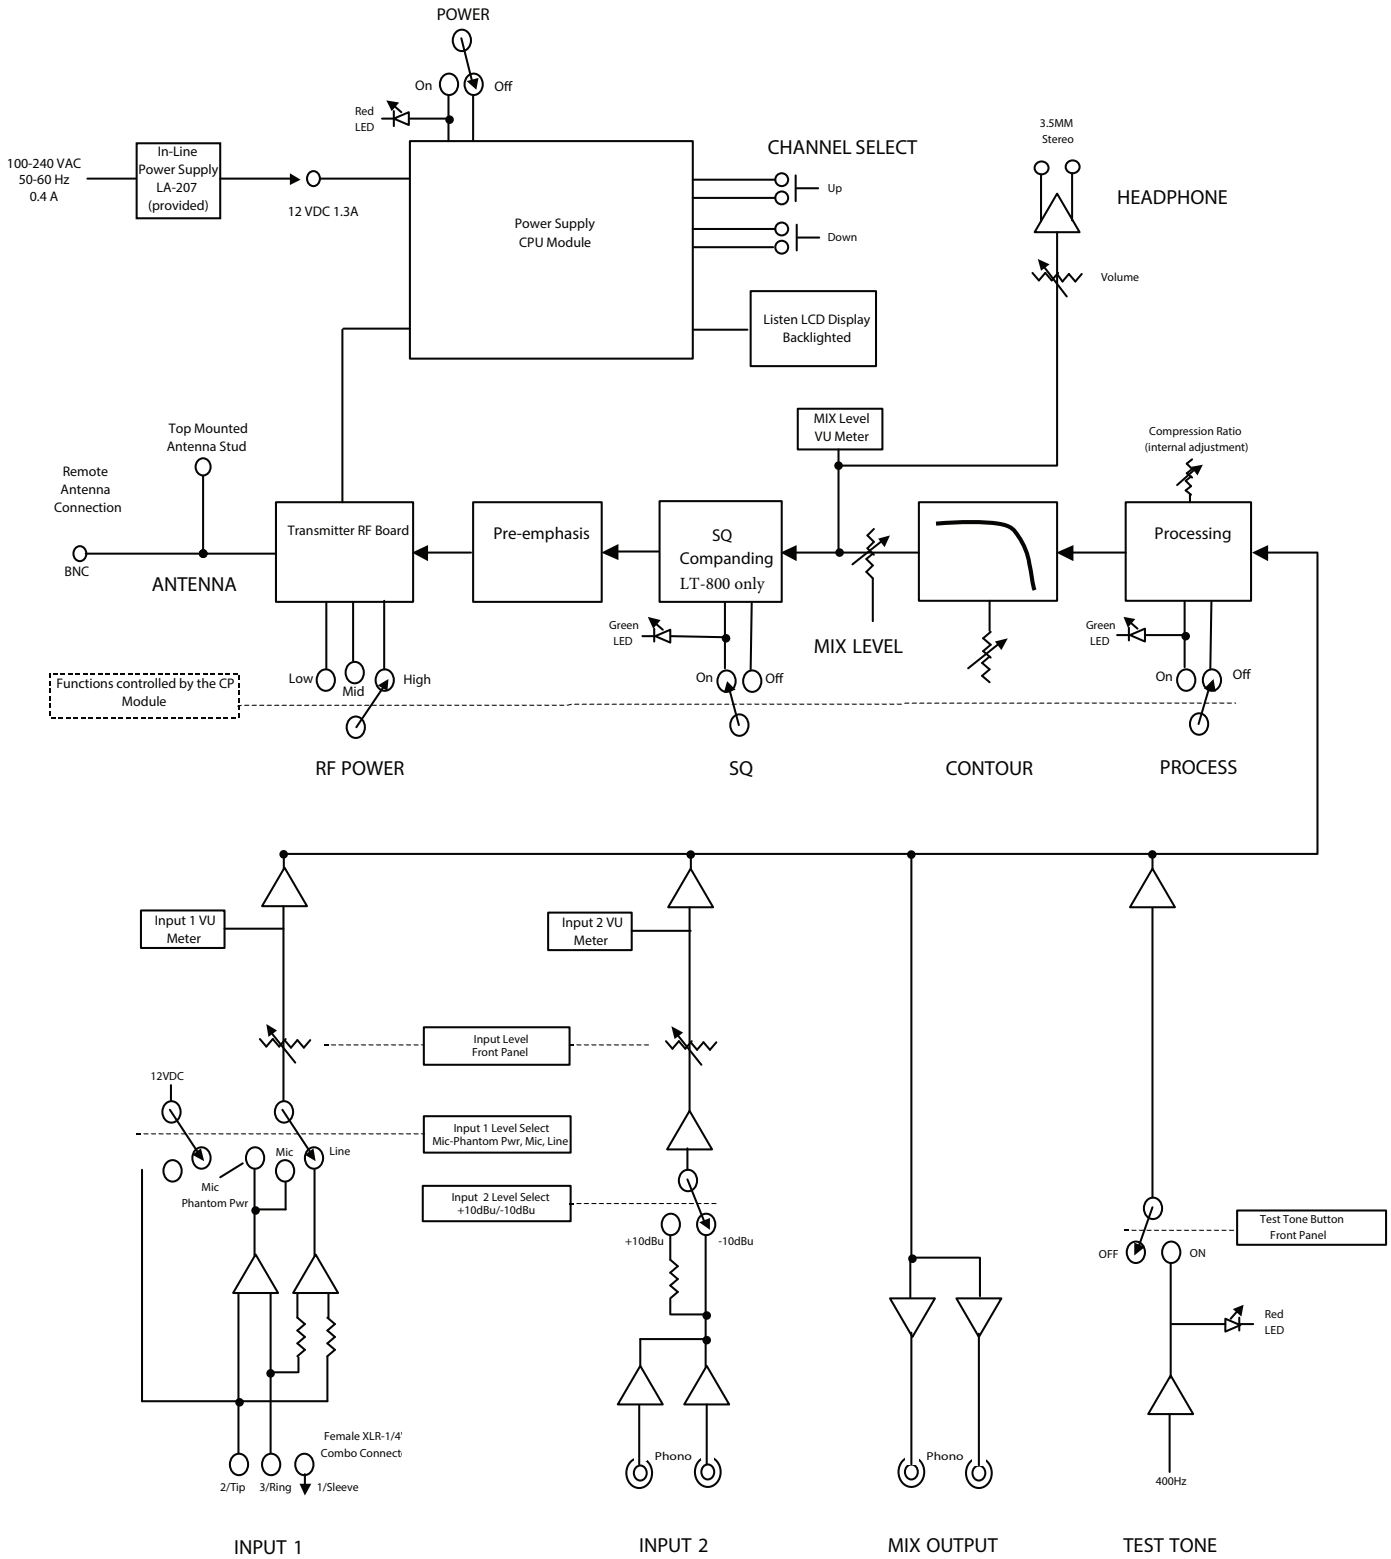 POWER
On
Off
Red
LED
100-240 VAC
50-60 Hz
0.4 A
In-Line
Power Supply
LA-207
(provided)
12 VDC 1.3A
Power Supply
CPU Module
CHANNEL SELECT
Up
Down
Listen LCD Display
Backlighted
3.5MM
Stereo
HEADPHONE
Volume
MIX Level
VU Meter
Compression Ratio
(internal adjustment)
Top Mounted
Antenna Stud
Remote
Antenna
Connection
BNC
ANTENNA
Transmitter RF Board
Pre-emphasis
SQ
Companding
LT-800 only
Processing
Green
LED
MIX LEVEL
Green
LED
Functions controlled by the CP
Module
Low
Mid
High
On
Off
On
Off
RF POWER
SQ
CONTOUR
PROCESS
Input 1 VU
Meter
Input 2 VU
Meter
Input Level
Front Panel
12VDC
Input 1 Level Select
Mic-Phantom Pwr, Mic, Line
Mic
Line
Mic
Phantom Pwr
Input 2 Level Select
+10dBu/-10dBu
+10dBu
-10dBu
Test Tone Button
Front Panel
OFF
ON
Red
LED
Female XLR-1/4'
Combo Connect
2/Tip
3/Ring
1/Sleeve
Phono
Phono
400Hz
INPUT 1
INPUT 2
MIX OUTPUT
TEST TONE